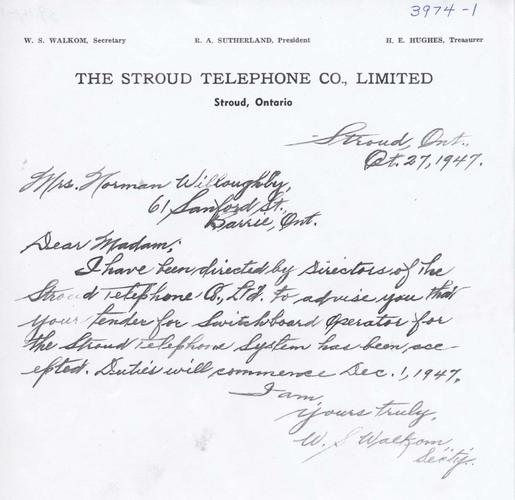 3974-1
W. S. WALKOM, Secretary R. A. SUTHERLAND, President H. E. HUGHES, Treasurer
THE STROUD TELEPHONE CO., LIMITED
Stroud, Ontario
Stroud, Ont.,
Oct. 27, 1947.
Mrs. Norman Willoughby,
61 Sanford St.,
Barrie, Ont.
Dear Madam;
I have been directed by Directors of the
Stroud Telephone Co., L't'd. to advise you that
your tender for Switchboard Operator for
the Stroud Telephone System has been acc
epted. Duties will commence Dec. 1, 1947.
I am,
Yours truly,
W. S Walkom,
Sec'ty.